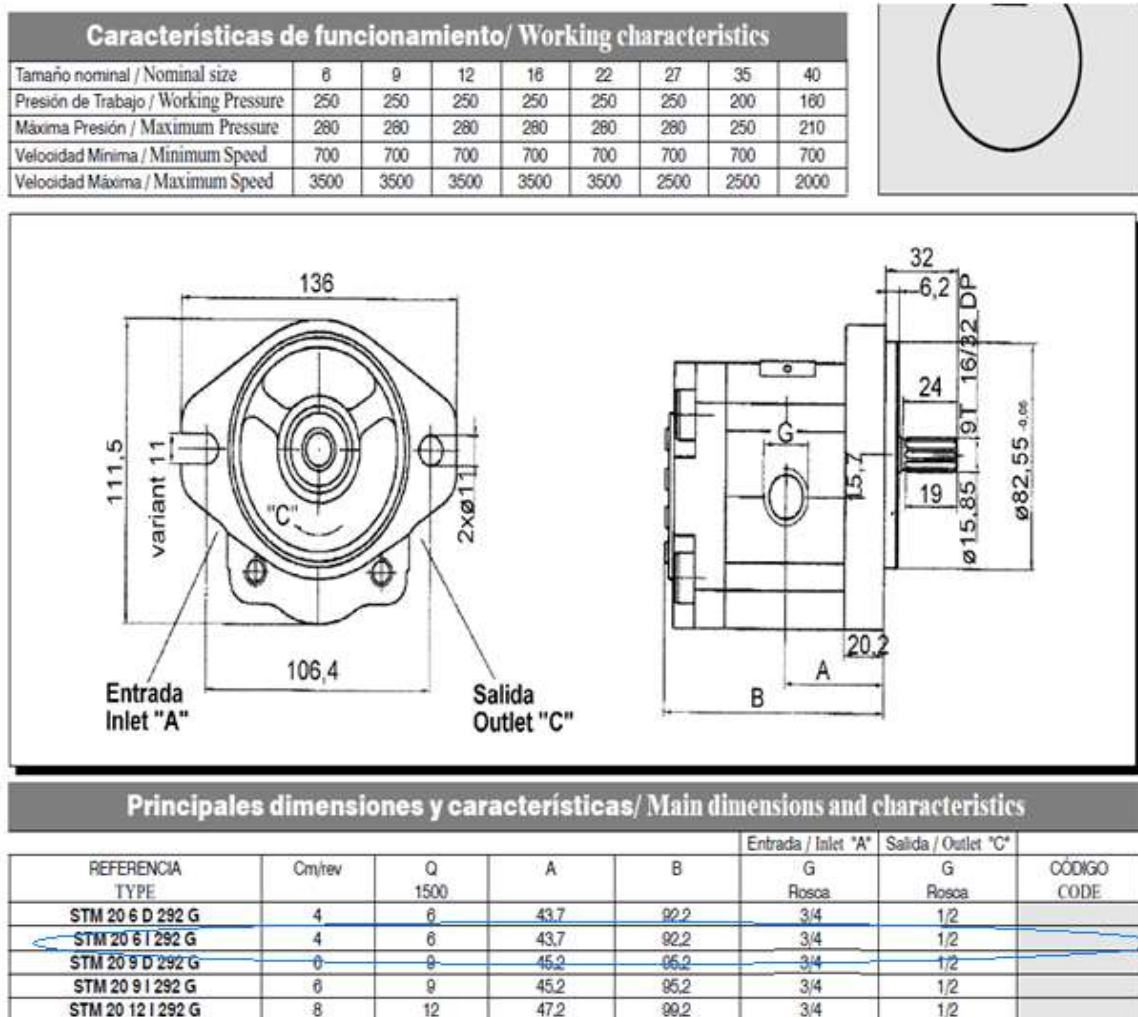 Características de funcionamiento/ Working characteristics
Tamaño nominal / Nominal size 6 9 12 16 22 27 35 40
Presión de Trabajo / Working Pressure 250 250 250 250 250 250 200 160
Máxima Presión / Maximum Pressure 280 280 280 280 280 280 250 210
Velocidad Mínima / Minimum Speed 700 700 700 700 700 700 700 700
Velocidad Máxima / Maximum Speed 3500 3500 3500 3500 3500 2500 2500 2000
136
111,5
variant 11
"C"
2xø11
106,4
Entrada
Inlet "A"
Salida
Outlet "C"
32
6,2
24
G
15,7
19
ø15,85 9T 16/32 DP
ø82,55 -0,06
20,2
A
B
Principales dimensiones y características/ Main dimensions and characteristics
Entrada / Inlet "A" Salida / Outlet "C"
REFERENCIA Cm/rev Q A B G G CÓDIGO
TYPE 1500 Rosca Rosca CODE
STM 20 6 D 292 G 4 6 43,7 92,2 3/4 1/2
STM 20 6 I 292 G 4 6 43,7 92,2 3/4 1/2
STM 20 9 D 292 G 6 9 45,2 95,2 3/4 1/2
STM 20 9 I 292 G 6 9 45,2 95,2 3/4 1/2
STM 20 12 I 292 G 8 12 47,2 99,2 3/4 1/2